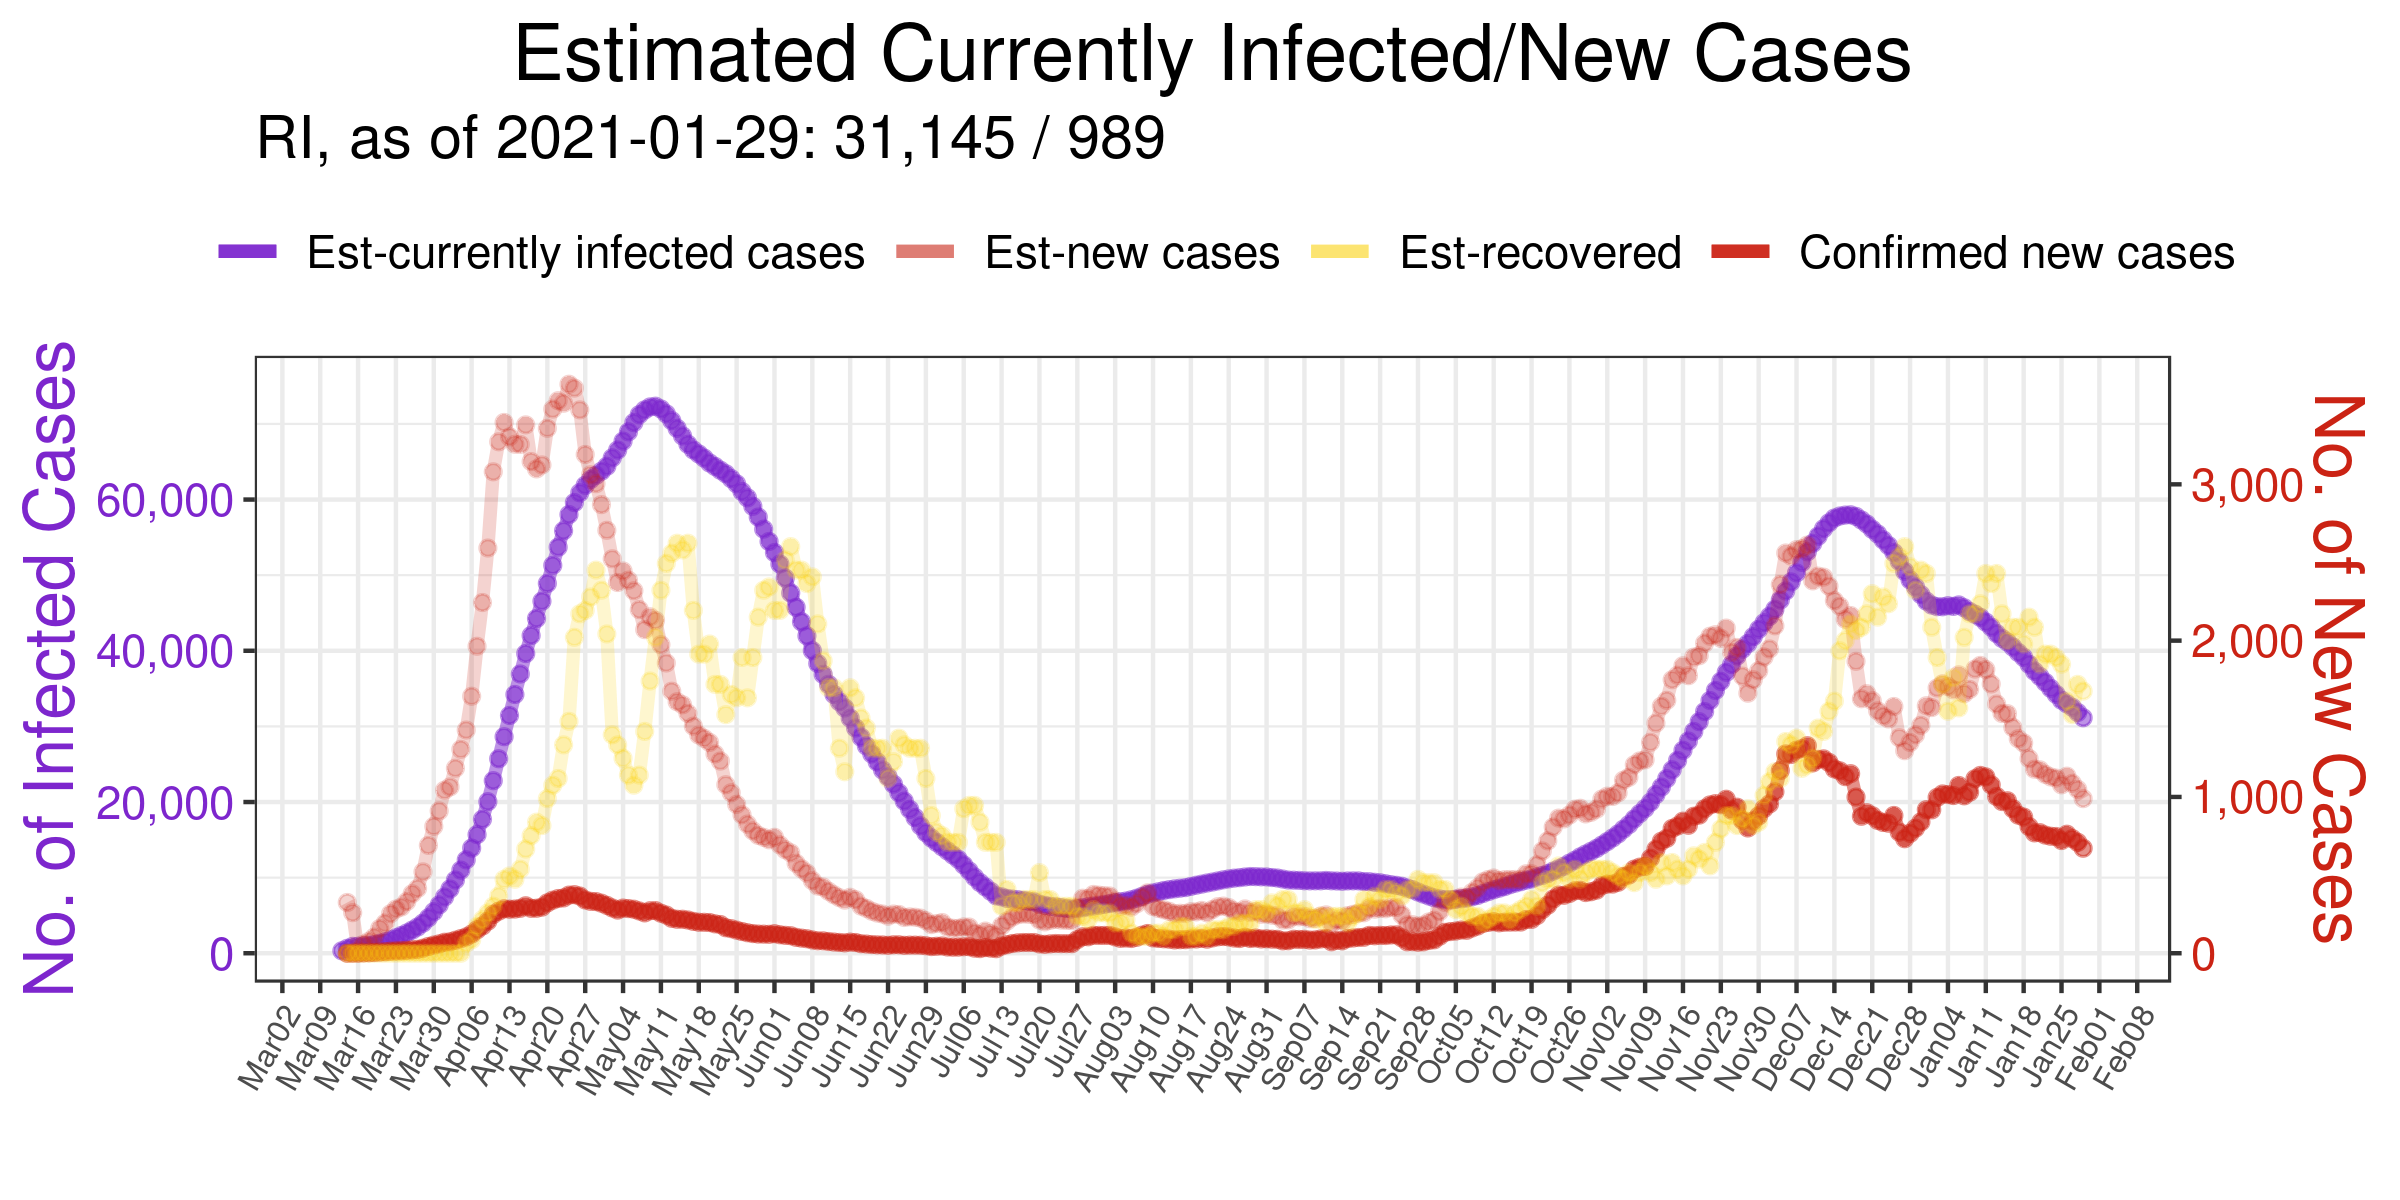 Estimated Currently Infected/New Cases
RI, as of 2021-01-29: 31,145 / 989
Est-currently infected cases Est-new cases Est-recovered Confirmed new cases
No. of Infected Cases
60,000
40,000
20,000
0
3,000
2,000
1,000
0
No. of New Cases
Mar02 Mar09 Mar16 Mar23 Mar30 Apr06 Apr13 Apr20 Apr27 May04 May11 May18 May25 Jun01 Jun08 Jun15 Jun22 Jun29 Jul06 Jul13 Jul20 Jul27 Aug03 Aug10 Aug17 Aug24 Aug31 Sep07 Sep14 Sep21 Sep28 Oct05 Oct12 Oct19 Oct26 Nov02 Nov09 Nov16 Nov23 Nov30 Dec07 Dec14 Dec21 Dec28 Jan04 Jan11 Jan18 Jan25 Feb01 Feb08